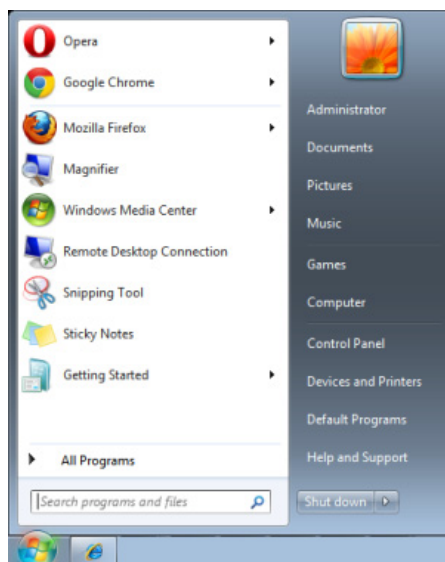 Opera
Google Chrome
Mozilla Firefox
Magnifier
Windows Media Center
Remote Desktop Connection
Snipping Tool
Sticky Notes
Getting Started
All Programs
Search programs and files
Administrator
Documents
Pictures
Music
Games
Computer
Control Panel
Devices and Printers
Default Programs
Help and Support
Shut down